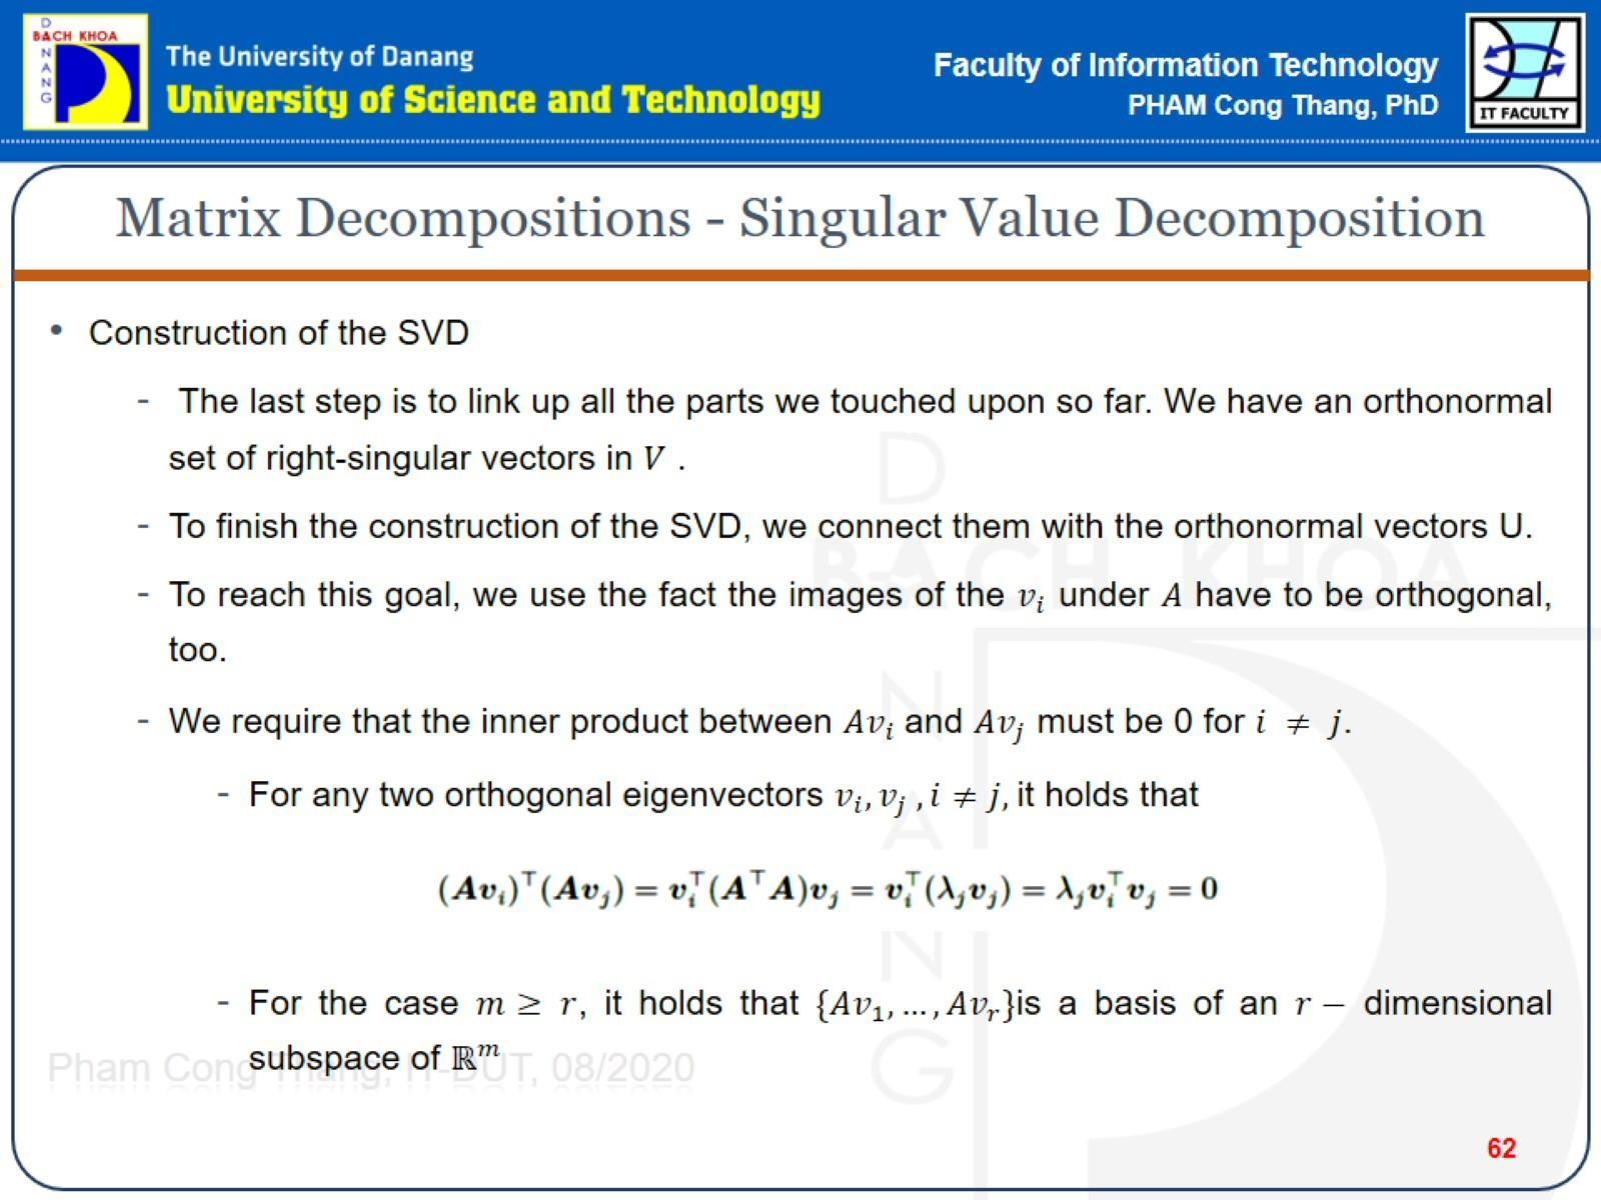 D
BACH KHOA
N
A
N
G
The University of Danang
University of Science and Technology
Faculty of Information Technology
PHAM Cong Thang, PhD
IT FACULTY
Matrix Decompositions - Singular Value Decomposition
• Construction of the SVD
- The last step is to link up all the parts we touched upon so far. We have an orthonormal
set of right-singular vectors in V .
- To finish the construction of the SVD, we connect them with the orthonormal vectors U.
- To reach this goal, we use the fact the images of the vᵢ under A have to be orthogonal,
too.
- We require that the inner product between Avᵢ and Avⱼ must be 0 for i ≠ j.
- For any two orthogonal eigenvectors vᵢ, vⱼ , i ≠ j, it holds that
(Avᵢ)ᵀ(Avⱼ) = vᵢᵀ(AᵀA)vⱼ = vᵢᵀ(λⱼvⱼ) = λⱼvᵢᵀvⱼ = 0
- For the case m ≥ r, it holds that {Av₁, … , Avᵣ}is a basis of an r − dimensional
subspace of ℝᵐ
Pham Cong Thang, IT-DUT, 08/2020
D
BACH KHOA
N
A
N
G
62